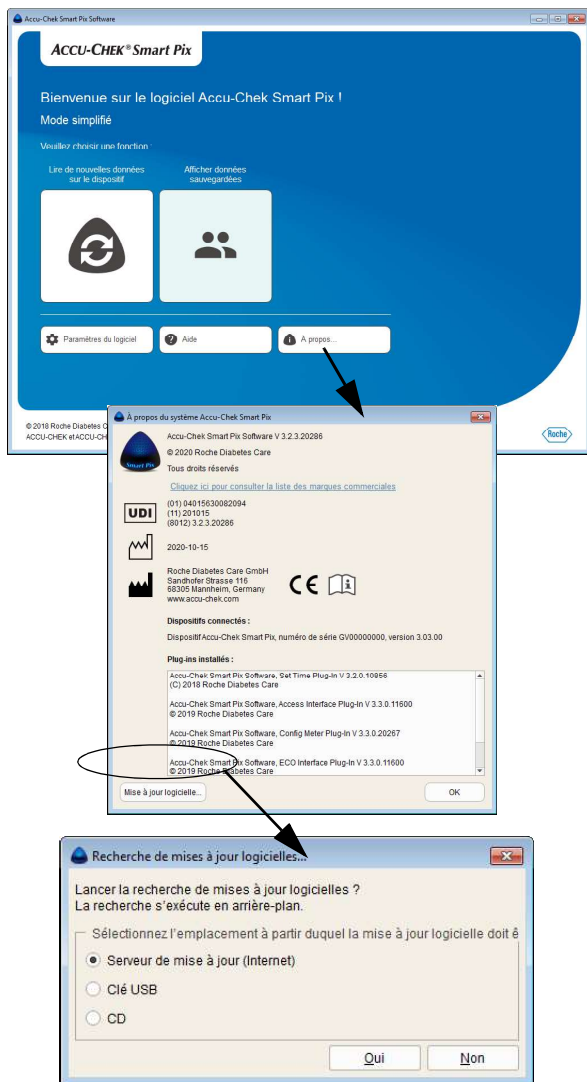 Accu-Chek Smart Pix Software
ACCU-CHEK® Smart Pix
Bienvenue sur le logiciel Accu-Chek Smart Pix !
Mode simplifié
Veuillez choisir une fonction :
Lire de nouvelles données
sur le dispositif
Afficher données
sauvegardées
Paramètres du logiciel
Aide
A propos...
© 2018 Roche Diabetes C
ACCU-CHEK et ACCU-CH
Roche
À propos du système Accu-Chek Smart Pix
Smart Pix
Accu-Chek Smart Pix Software V 3.2.3.20286
© 2020 Roche Diabetes Care
Tous droits réservés
Cliquez ici pour consulter la liste des marques commerciales
UDI
(01) 04015630082094
(11) 201015
(8012) 3.2.3.20286
2020-10-15
Roche Diabetes Care GmbH
Sandhofer Strasse 116
68305 Mannheim, Germany
www.accu-chek.com
CE
Dispositifs connectés :
Dispositif Accu-Chek Smart Pix, numéro de série GV00000000, version 3.03.00
Plug-ins installés :
Accu-Chek Smart Pix Software, Set Time Plug-In V 3.2.0.10856
(C) 2018 Roche Diabetes Care
Accu-Chek Smart Pix Software, Access Interface Plug-In V 3.3.0.11600
© 2019 Roche Diabetes Care
Accu-Chek Smart Pix Software, Config Meter Plug-In V 3.3.0.20267
© 2019 Roche Diabetes Care
Accu-Chek Smart Pix Software, ECO Interface Plug-In V 3.3.0.11600
© 2019 Roche Diabetes Care
Mise à jour logicielle...
OK
Recherche de mises à jour logicielles...
Lancer la recherche de mises à jour logicielles ?
La recherche s'exécute en arrière-plan.
Sélectionnez l'emplacement à partir duquel la mise à jour logicielle doit ê
Serveur de mise à jour (Internet)
Clé USB
CD
Oui
Non